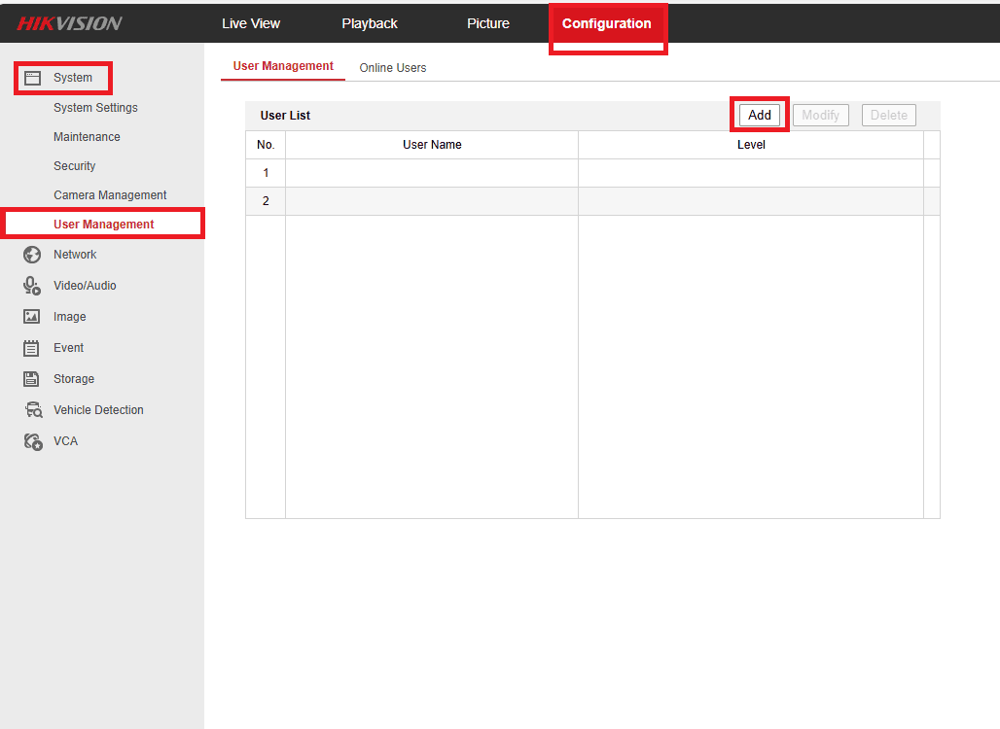 HIKVISION Live View Playback Picture Configuration
System
System Settings
Maintenance
Security
Camera Management
User Management
Network
Video/Audio
Image
Event
Storage
Vehicle Detection
VCA
User Management Online Users
User List Add Modify Delete
No. User Name Level
1
2